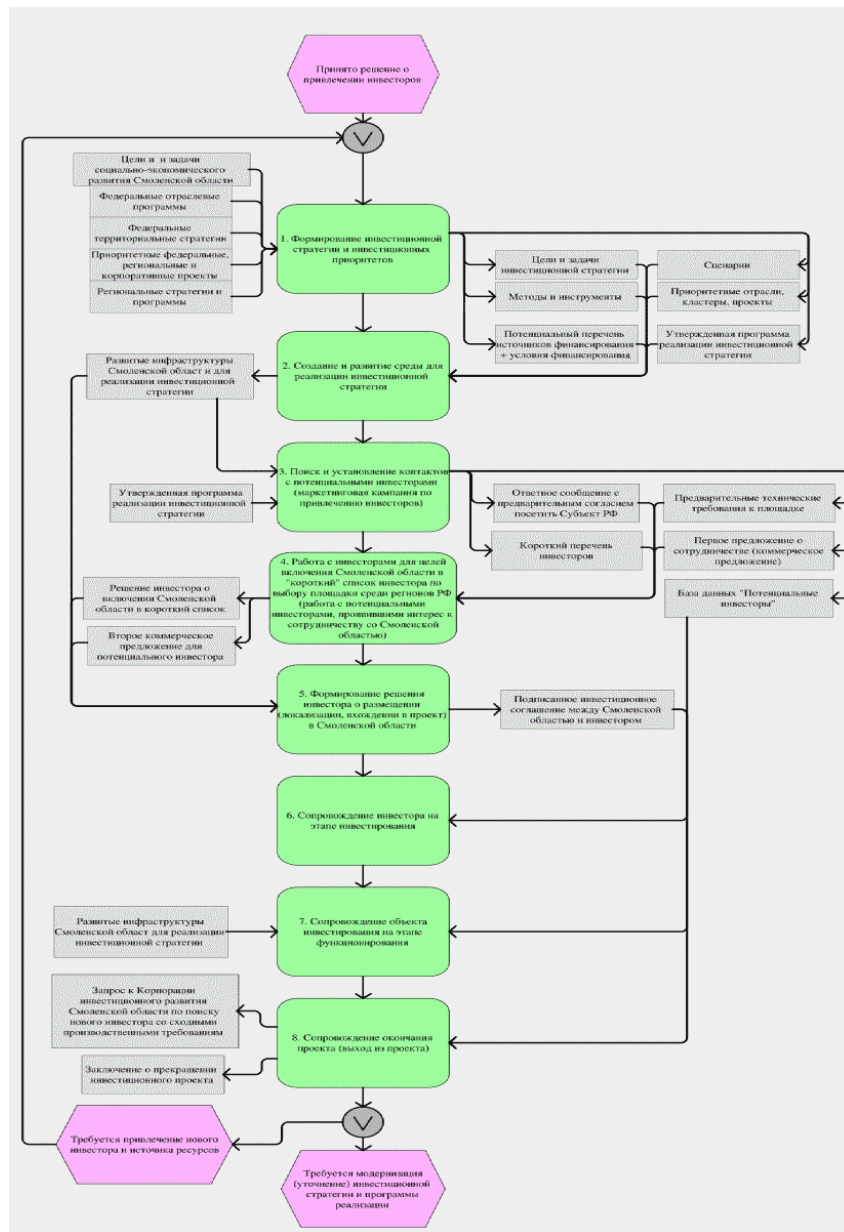 Принято решение о
привлечении инвесторов
V
Цели и  и задачи
социально-экономического
развития Смоленской области
Федеральные отраслевые
программы
Федеральные
территориальные стратегии
Приоритетные федеральные,
региональные и
корпоративные проекты
Региональные стратегии и
программы
1. Формирование инвестиционной
стратегии и инвестиционных
приоритетов
Цели и задачи
инвестиционной стратегии
Сценарии
Методы и инструменты
Приоритетные отрасли,
кластеры, проекты
Потенциальный перечень
источников финансирования
+ условия финансирования
Утвержденная программа
реализации инвестиционной
стратегии
2. Создание и развитие среды для
реализации инвестиционной
стратегии
Развитые инфраструктуры
Смоленской област и для
реализации инвестиционной
стратегии
3. Поиск и установление контактов
с потенциальными инвесторами
(маркетинговая кампания по
привлечению инвесторов)
Утвержденная программа
реализации инвестиционной
стратегии
Ответное сообщение с
предварительным согласием
посетить Субъект РФ
Предварительные технические
требования к площадке
Короткий перечень
инвесторов
Первое предложение о
сотрудничестве (коммерческое
предложение)
База данных "Потенциальные
инвесторы"
4. Работа с инвесторами для целей
включения Смоленской области в
"короткий" список инвестора по
выбору площадки среди регионов РФ
(работа с потенциальными
инвесторами, проявившими интерес к
сотрудничеству со Смоленской
областью)
Решение инвестора о
включении Смоленской
области в короткий список
Второе коммерческое
предложение для
потенциального инвестора
5. Формирование решения
инвестора о размещении
(локализации, вхождении в проект)
в Смоленской области
Подписанное инвестиционное
соглашение между Смоленской
областью и инвестором
6. Сопровождение инвестора на
этапе инвестирования
7. Сопровождение объекта
инвестирования на этапе
функционирования
Развитые инфраструктуры
Смоленской област для реализации
инвестиционной стратегии
Запрос к Корпорации
инвестиционного развития
Смоленской области по поиску
нового инвестора со сходными
производственными требованиям
8. Сопровождение окончания
проекта (выход из проекта)
Заключение о прекращении
инвестиционного проекта
V
Требуется привлечение нового
инвестора и источика ресурсов
Требуется модернизация
(уточнение) инвестиционной
стратегии и программы
реализации